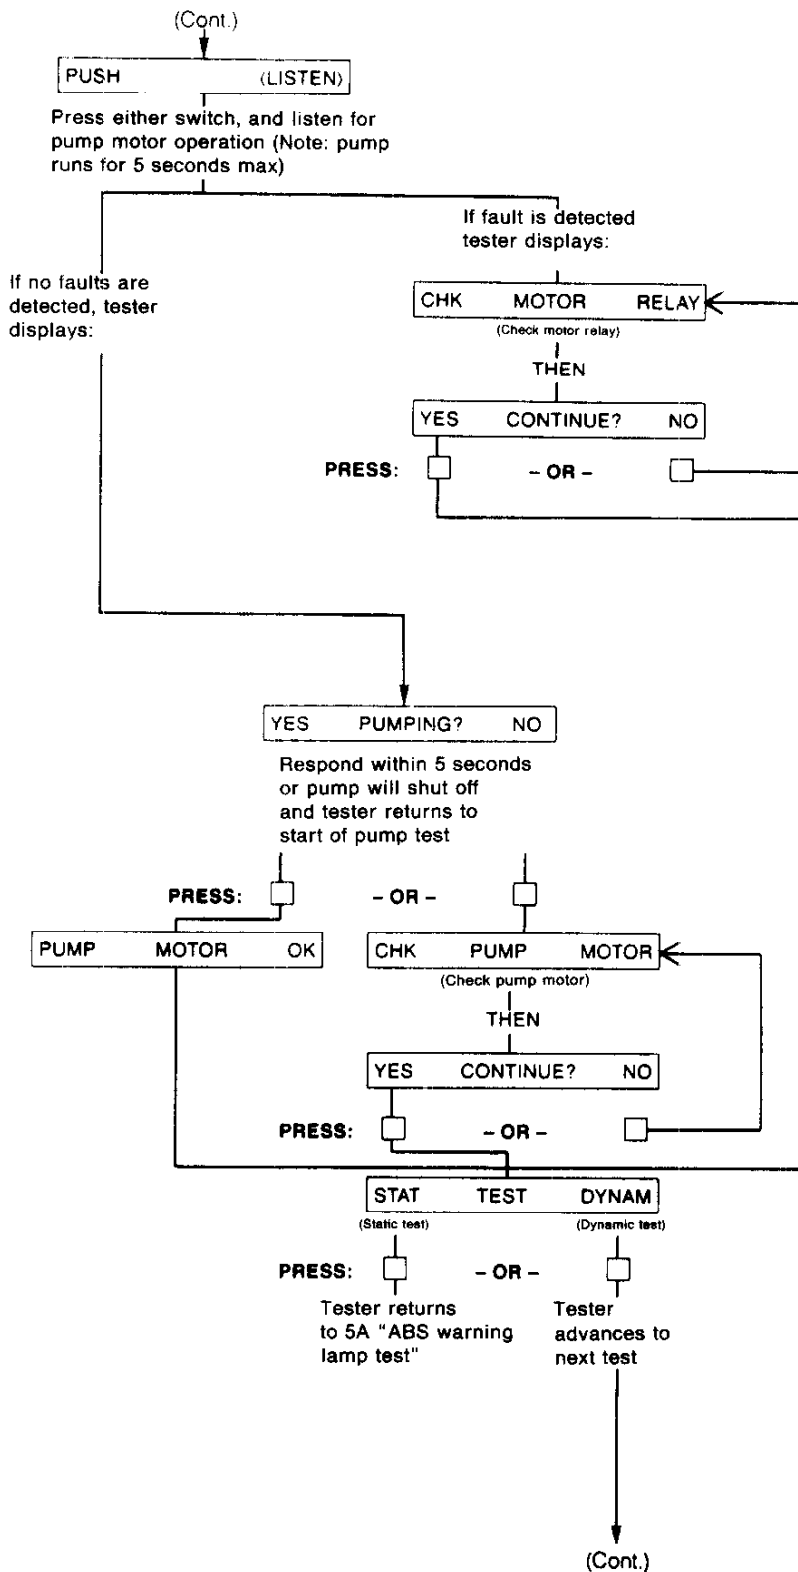 (Cont.)
PUSH (LISTEN)
Press either switch, and listen for
pump motor operation (Note: pump
runs for 5 seconds max)
If fault is detected
tester displays:
If no faults are
detected, tester
displays:
CHK MOTOR RELAY
(Check motor relay)
THEN
YES CONTINUE? NO
PRESS: – OR –
YES PUMPING? NO
Respond within 5 seconds
or pump will shut off
and tester returns to
start of pump test
PRESS: – OR –
PUMP MOTOR OK
CHK PUMP MOTOR
(Check pump motor)
THEN
YES CONTINUE? NO
PRESS: – OR –
STAT TEST DYNAM
(Static test) (Dynamic test)
PRESS: – OR –
Tester returns
to 5A "ABS warning
lamp test"
Tester
advances to
next test
(Cont.)